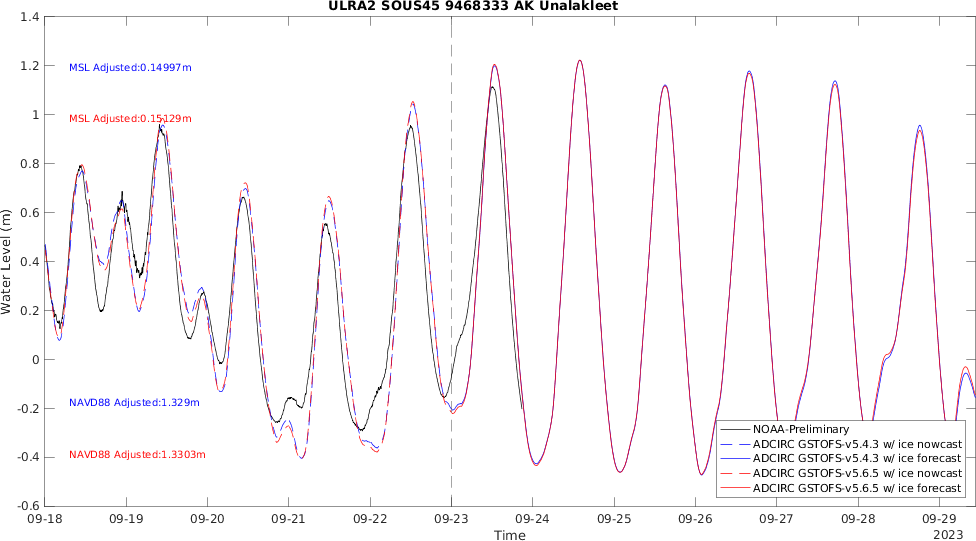 ULRA2 SOUS45 9468333 AK Unalakleet
1.4
1.2
1
0.8
0.6
0.4
0.2
0
-0.2
-0.4
-0.6
Water Level (m)
MSL Adjusted:0.14997m
MSL Adjusted:0.15129m
NAVD88 Adjusted:1.329m
NAVD88 Adjusted:1.3303m
NOAA-Preliminary
ADCIRC GSTOFS-v5.4.3 w/ ice nowcast
ADCIRC GSTOFS-v5.4.3 w/ ice forecast
ADCIRC GSTOFS-v5.6.5 w/ ice nowcast
ADCIRC GSTOFS-v5.6.5 w/ ice forecast
09-18 09-19 09-20 09-21 09-22 09-23 09-24 09-25 09-26 09-27 09-28 09-29
Time
2023